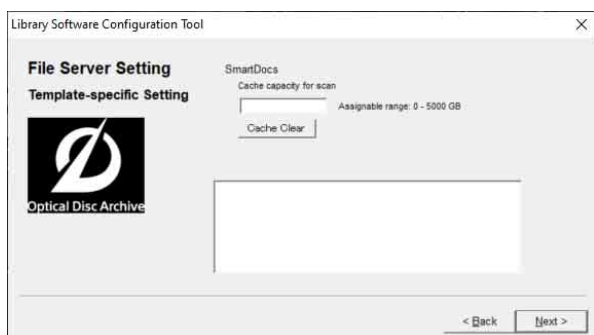 Library Software Configuration Tool
File Server Setting
Template-specific Setting
Optical Disc Archive
SmartDocs
Cache capacity for scan
Assignable range: 0 - 5000 GB
Cache Clear
< Back
Next >